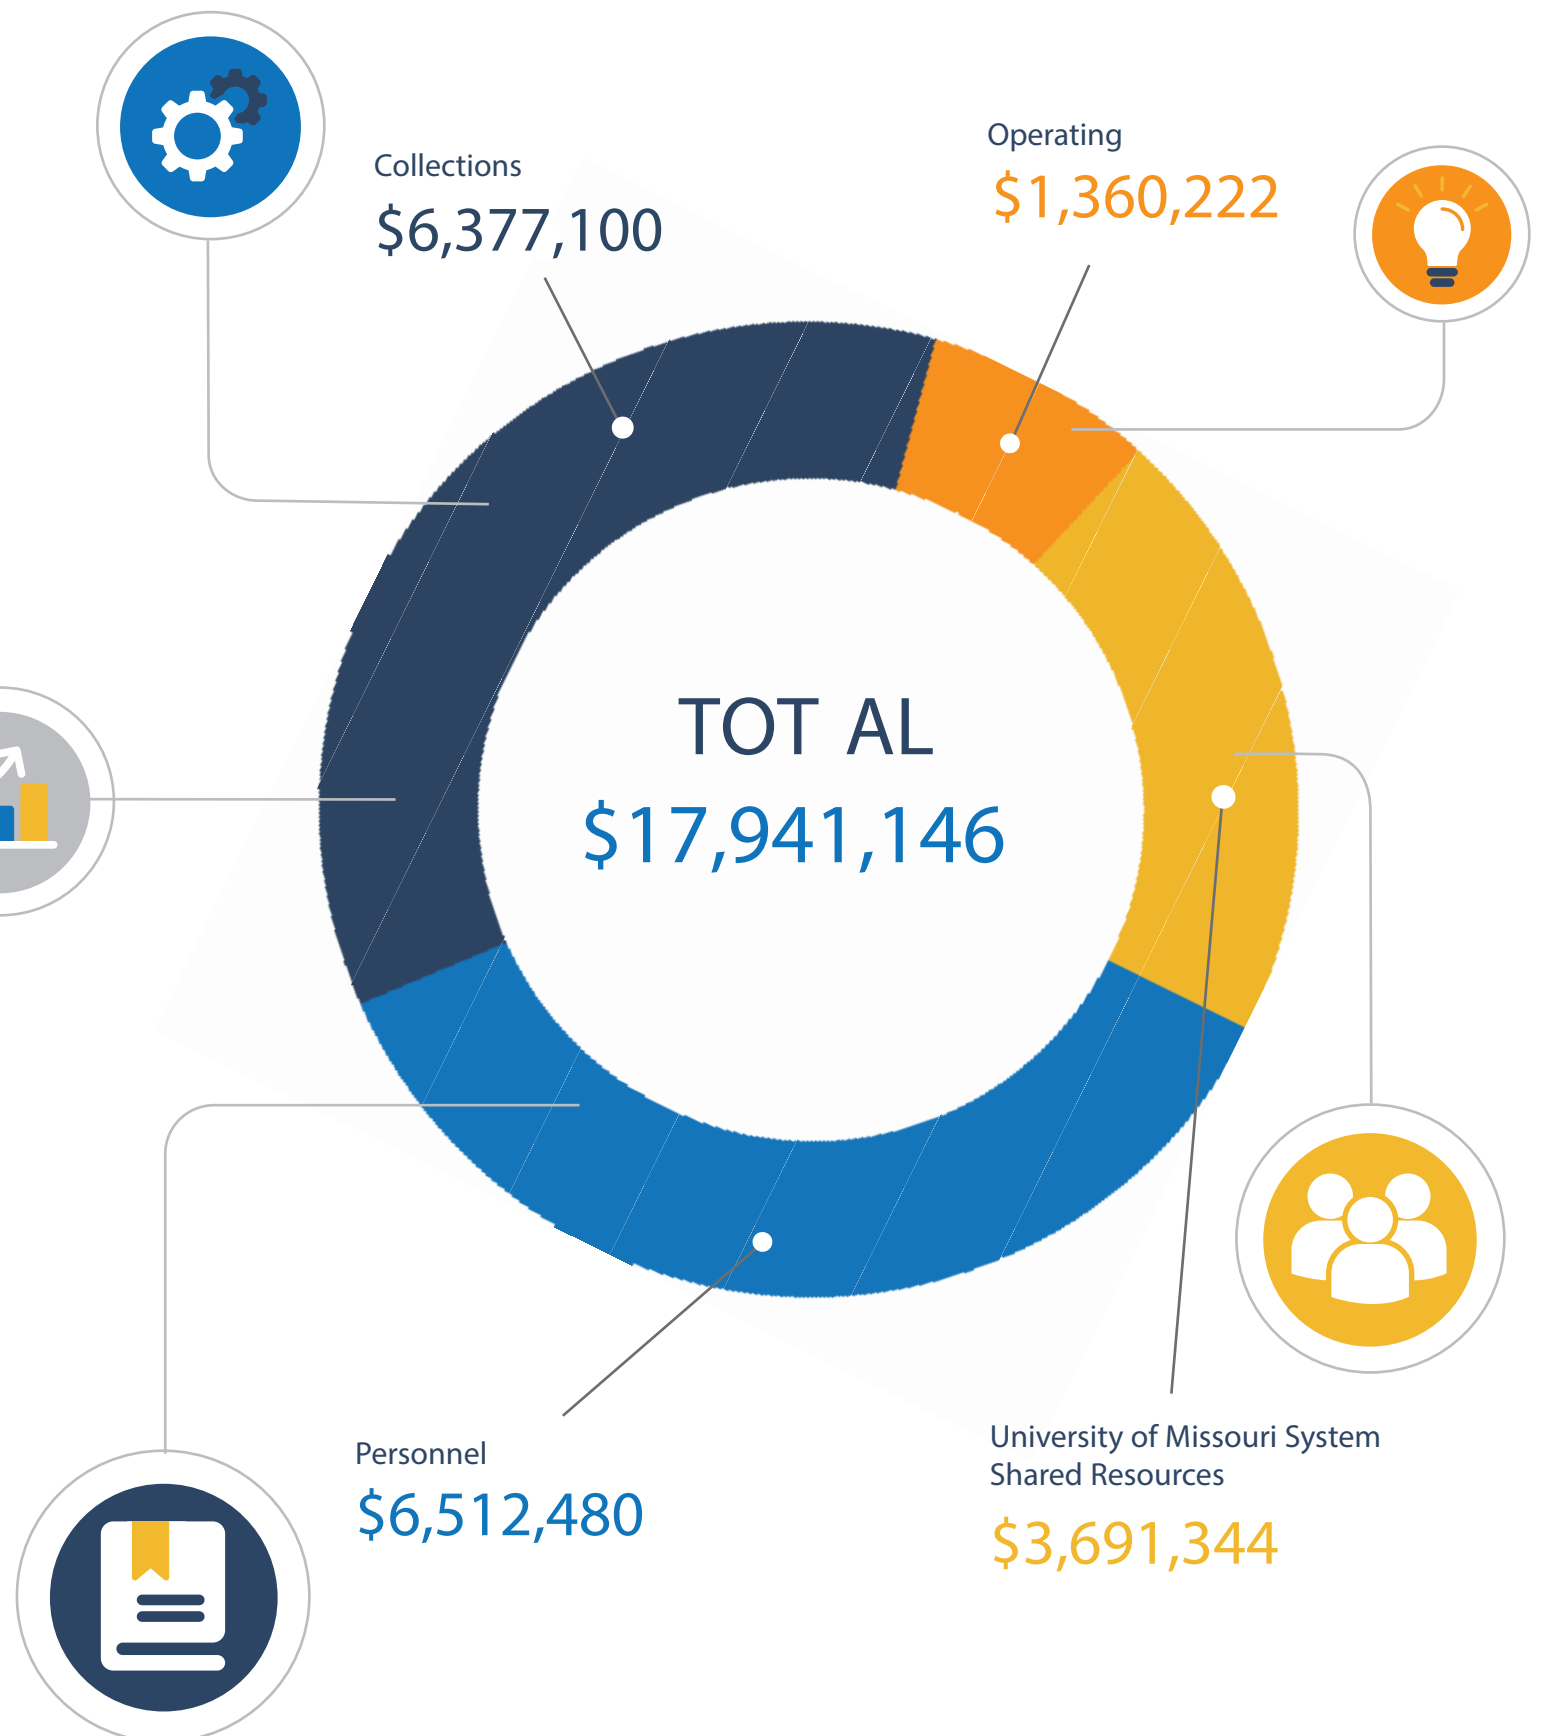 Collections
$6,377,100
Operating
$1,360,222
TOT AL
$17,941,146
Personnel
$6,512,480
University of Missouri System
Shared Resources
$3,691,344